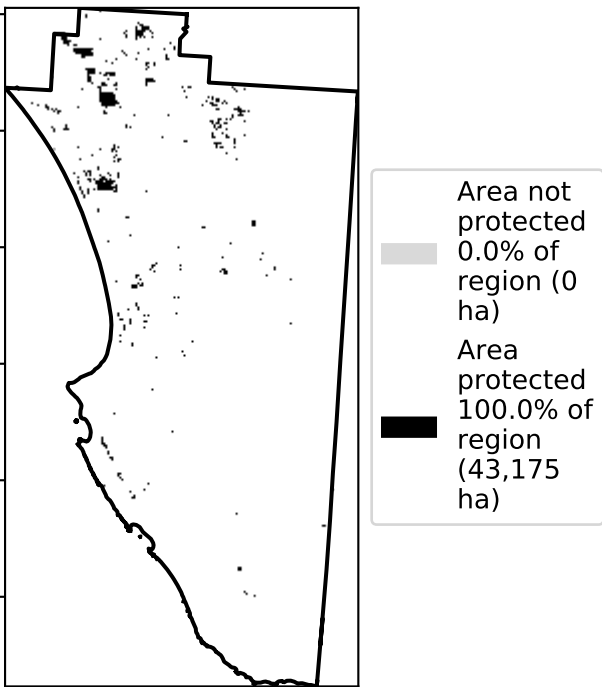 Area not
protected
0.0% of
region (0
ha)
Area
protected
100.0% of
region
(43,175
ha)